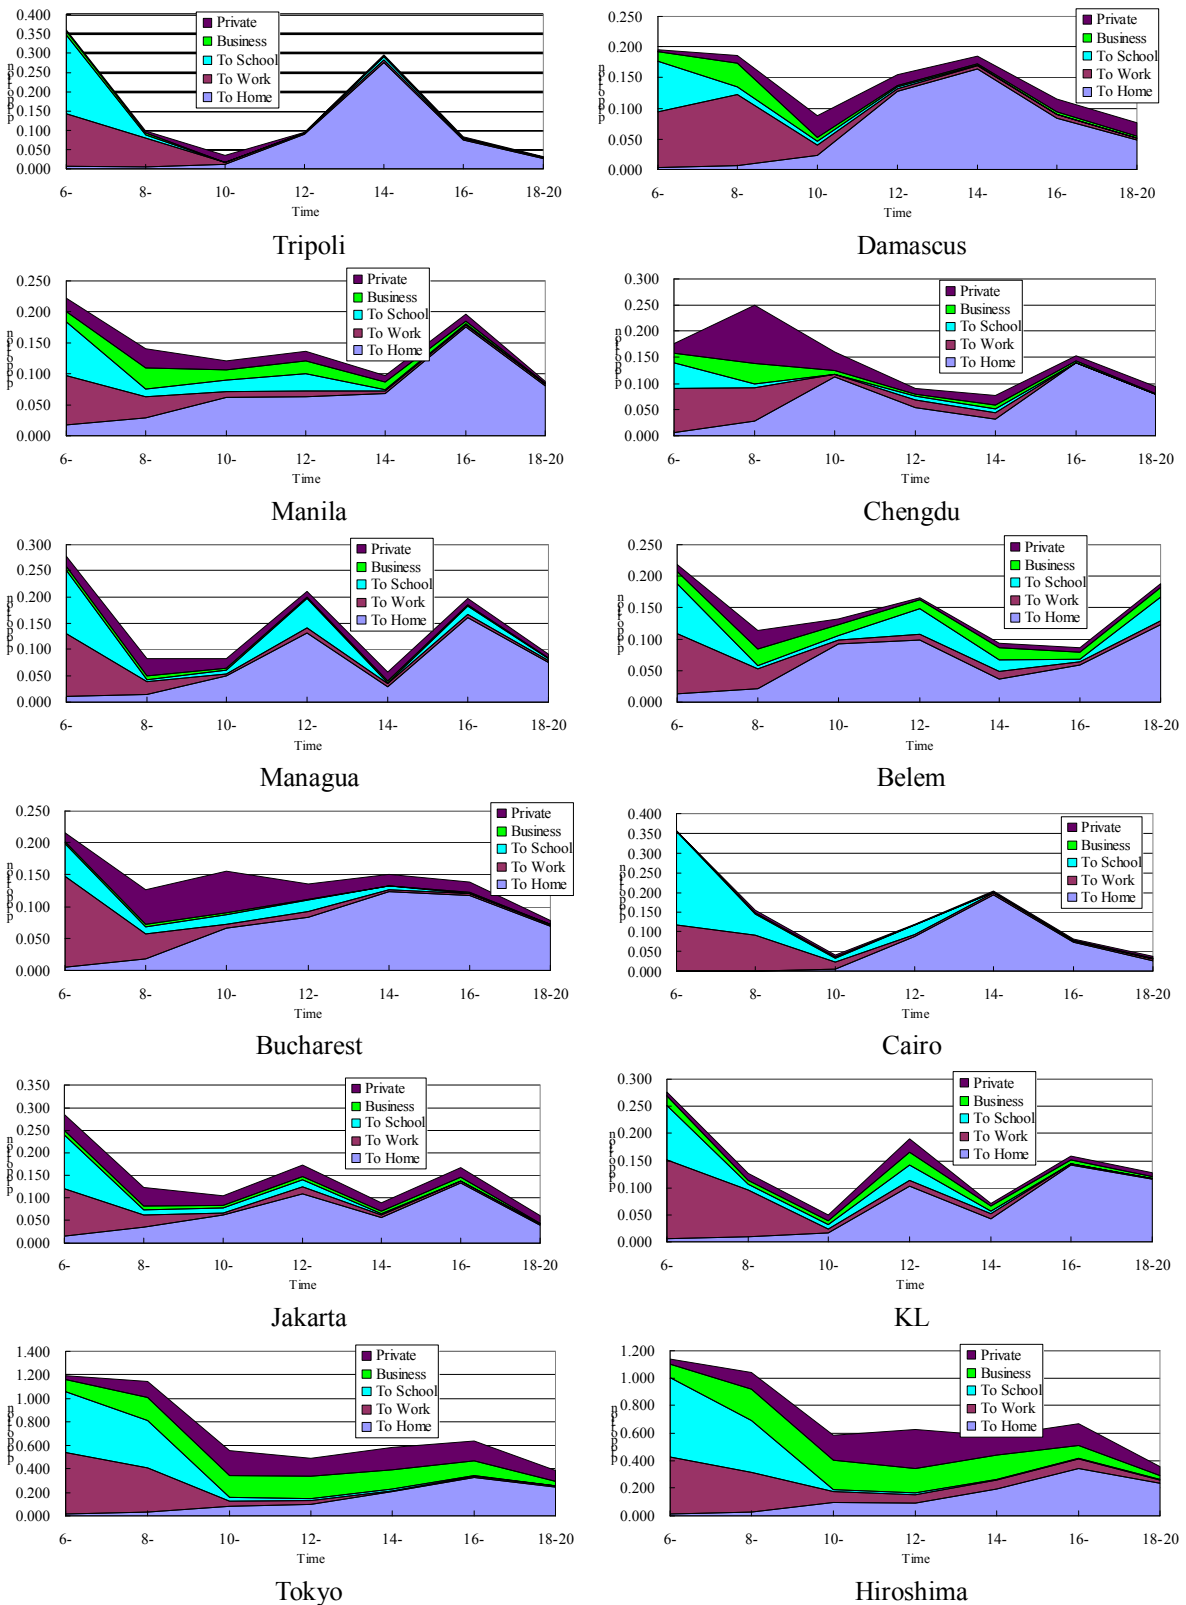 0.400
0.350
0.300
0.250
0.200
0.150
0.100
0.050
0.000
Private
Business
To School
To Work
To Home
6- 8- 10- 12- 14- 16- 18-20
Time
Tripoli
0.250
0.200
0.150
0.100
0.050
0.000
Private
Business
To School
To Work
To Home
6- 8- 10- 12- 14- 16- 18-20
Time
Damascus
0.250
0.200
0.150
0.100
0.050
0.000
Private
Business
To School
To Work
To Home
6- 8- 10- 12- 14- 16- 18-20
Time
Manila
0.300
0.250
0.200
0.150
0.100
0.050
0.000
Private
Business
To School
To Work
To Home
6- 8- 10- 12- 14- 16- 18-20
Time
Chengdu
0.300
0.250
0.200
0.150
0.100
0.050
0.000
Private
Business
To School
To Work
To Home
6- 8- 10- 12- 14- 16- 18-20
Time
Managua
0.250
0.200
0.150
0.100
0.050
0.000
Private
Business
To School
To Work
To Home
6- 8- 10- 12- 14- 16- 18-20
Time
Belem
0.250
0.200
0.150
0.100
0.050
0.000
Private
Business
To School
To Work
To Home
6- 8- 10- 12- 14- 16- 18-20
Time
Bucharest
0.400
0.350
0.300
0.250
0.200
0.150
0.100
0.050
0.000
Private
Business
To School
To Work
To Home
6- 8- 10- 12- 14- 16- 18-20
Time
Cairo
0.350
0.300
0.250
0.200
0.150
0.100
0.050
0.000
Private
Business
To School
To Work
To Home
6- 8- 10- 12- 14- 16- 18-20
Time
Jakarta
0.300
0.250
0.200
0.150
0.100
0.050
0.000
Private
Business
To School
To Work
To Home
6- 8- 10- 12- 14- 16- 18-20
Time
KL
1.400
1.200
1.000
0.800
0.600
0.400
0.200
0.000
Private
Business
To School
To Work
To Home
6- 8- 10- 12- 14- 16- 18-20
Time
Tokyo
1.200
1.000
0.800
0.600
0.400
0.200
0.000
Private
Business
To School
To Work
To Home
6- 8- 10- 12- 14- 16- 18-20
Time
Hiroshima